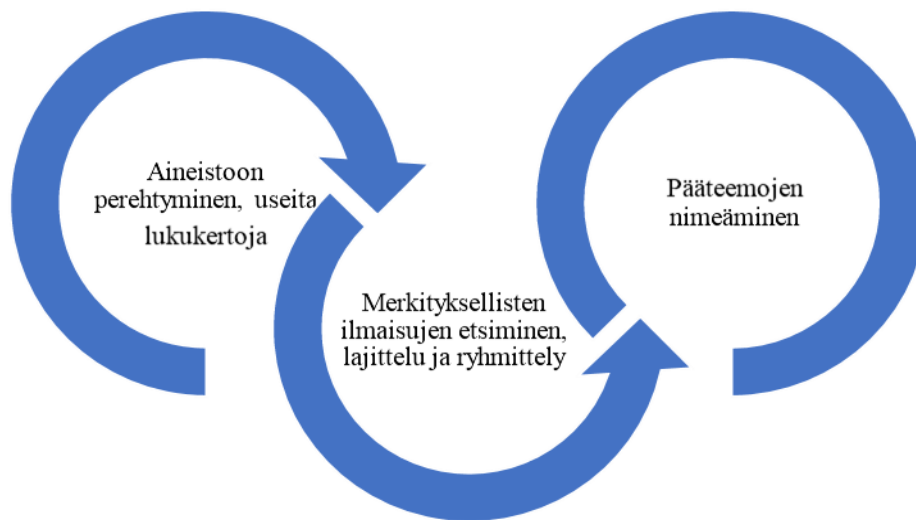 Aineistoon
perehtyminen, useita
lukukertoja
Merkityksellisten
ilmaisujen etsiminen,
lajittelu ja ryhmittely
Pääteemojen
nimeäminen